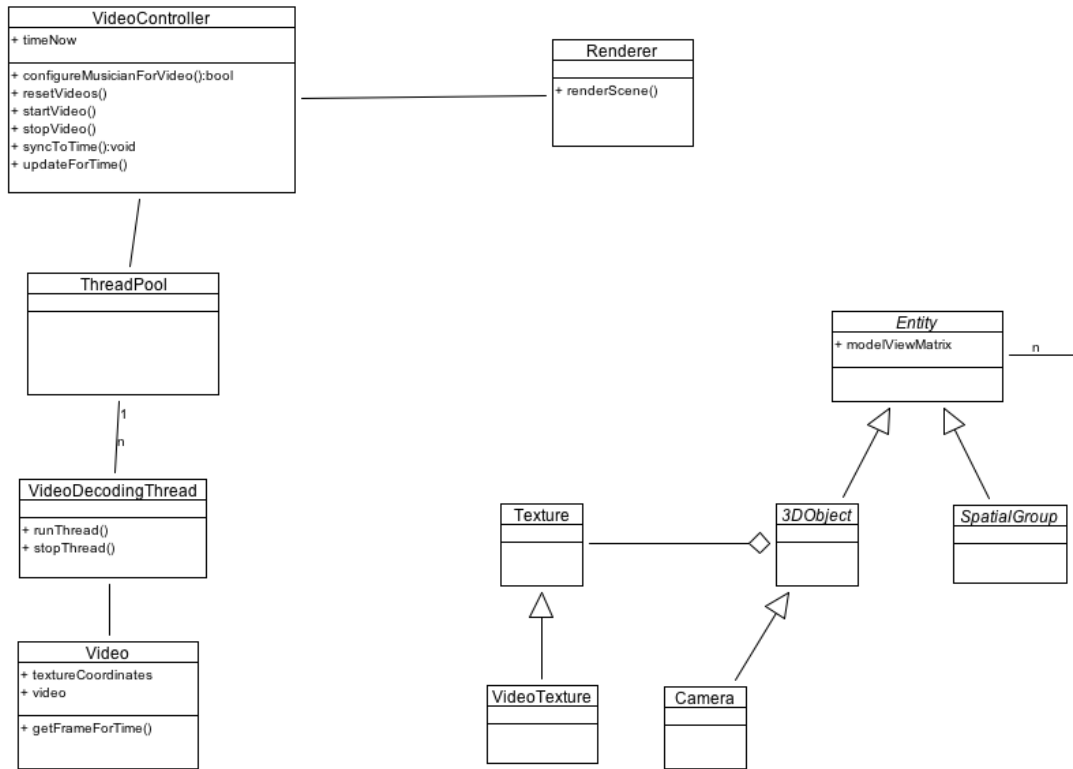 VideoController
+ timeNow
+ configureMusicianForVideo():bool
+ resetVideos()
+ startVideo()
+ stopVideo()
+ syncToTime():void
+ updateForTime()
Renderer
+ renderScene()
ThreadPool
1
n
VideoDecodingThread
+ runThread()
+ stopThread()
Video
+ textureCoordinates
+ video
+ getFrameForTime()
Entity
+ modelViewMatrix
n
Texture
3DObject
SpatialGroup
VideoTexture
Camera